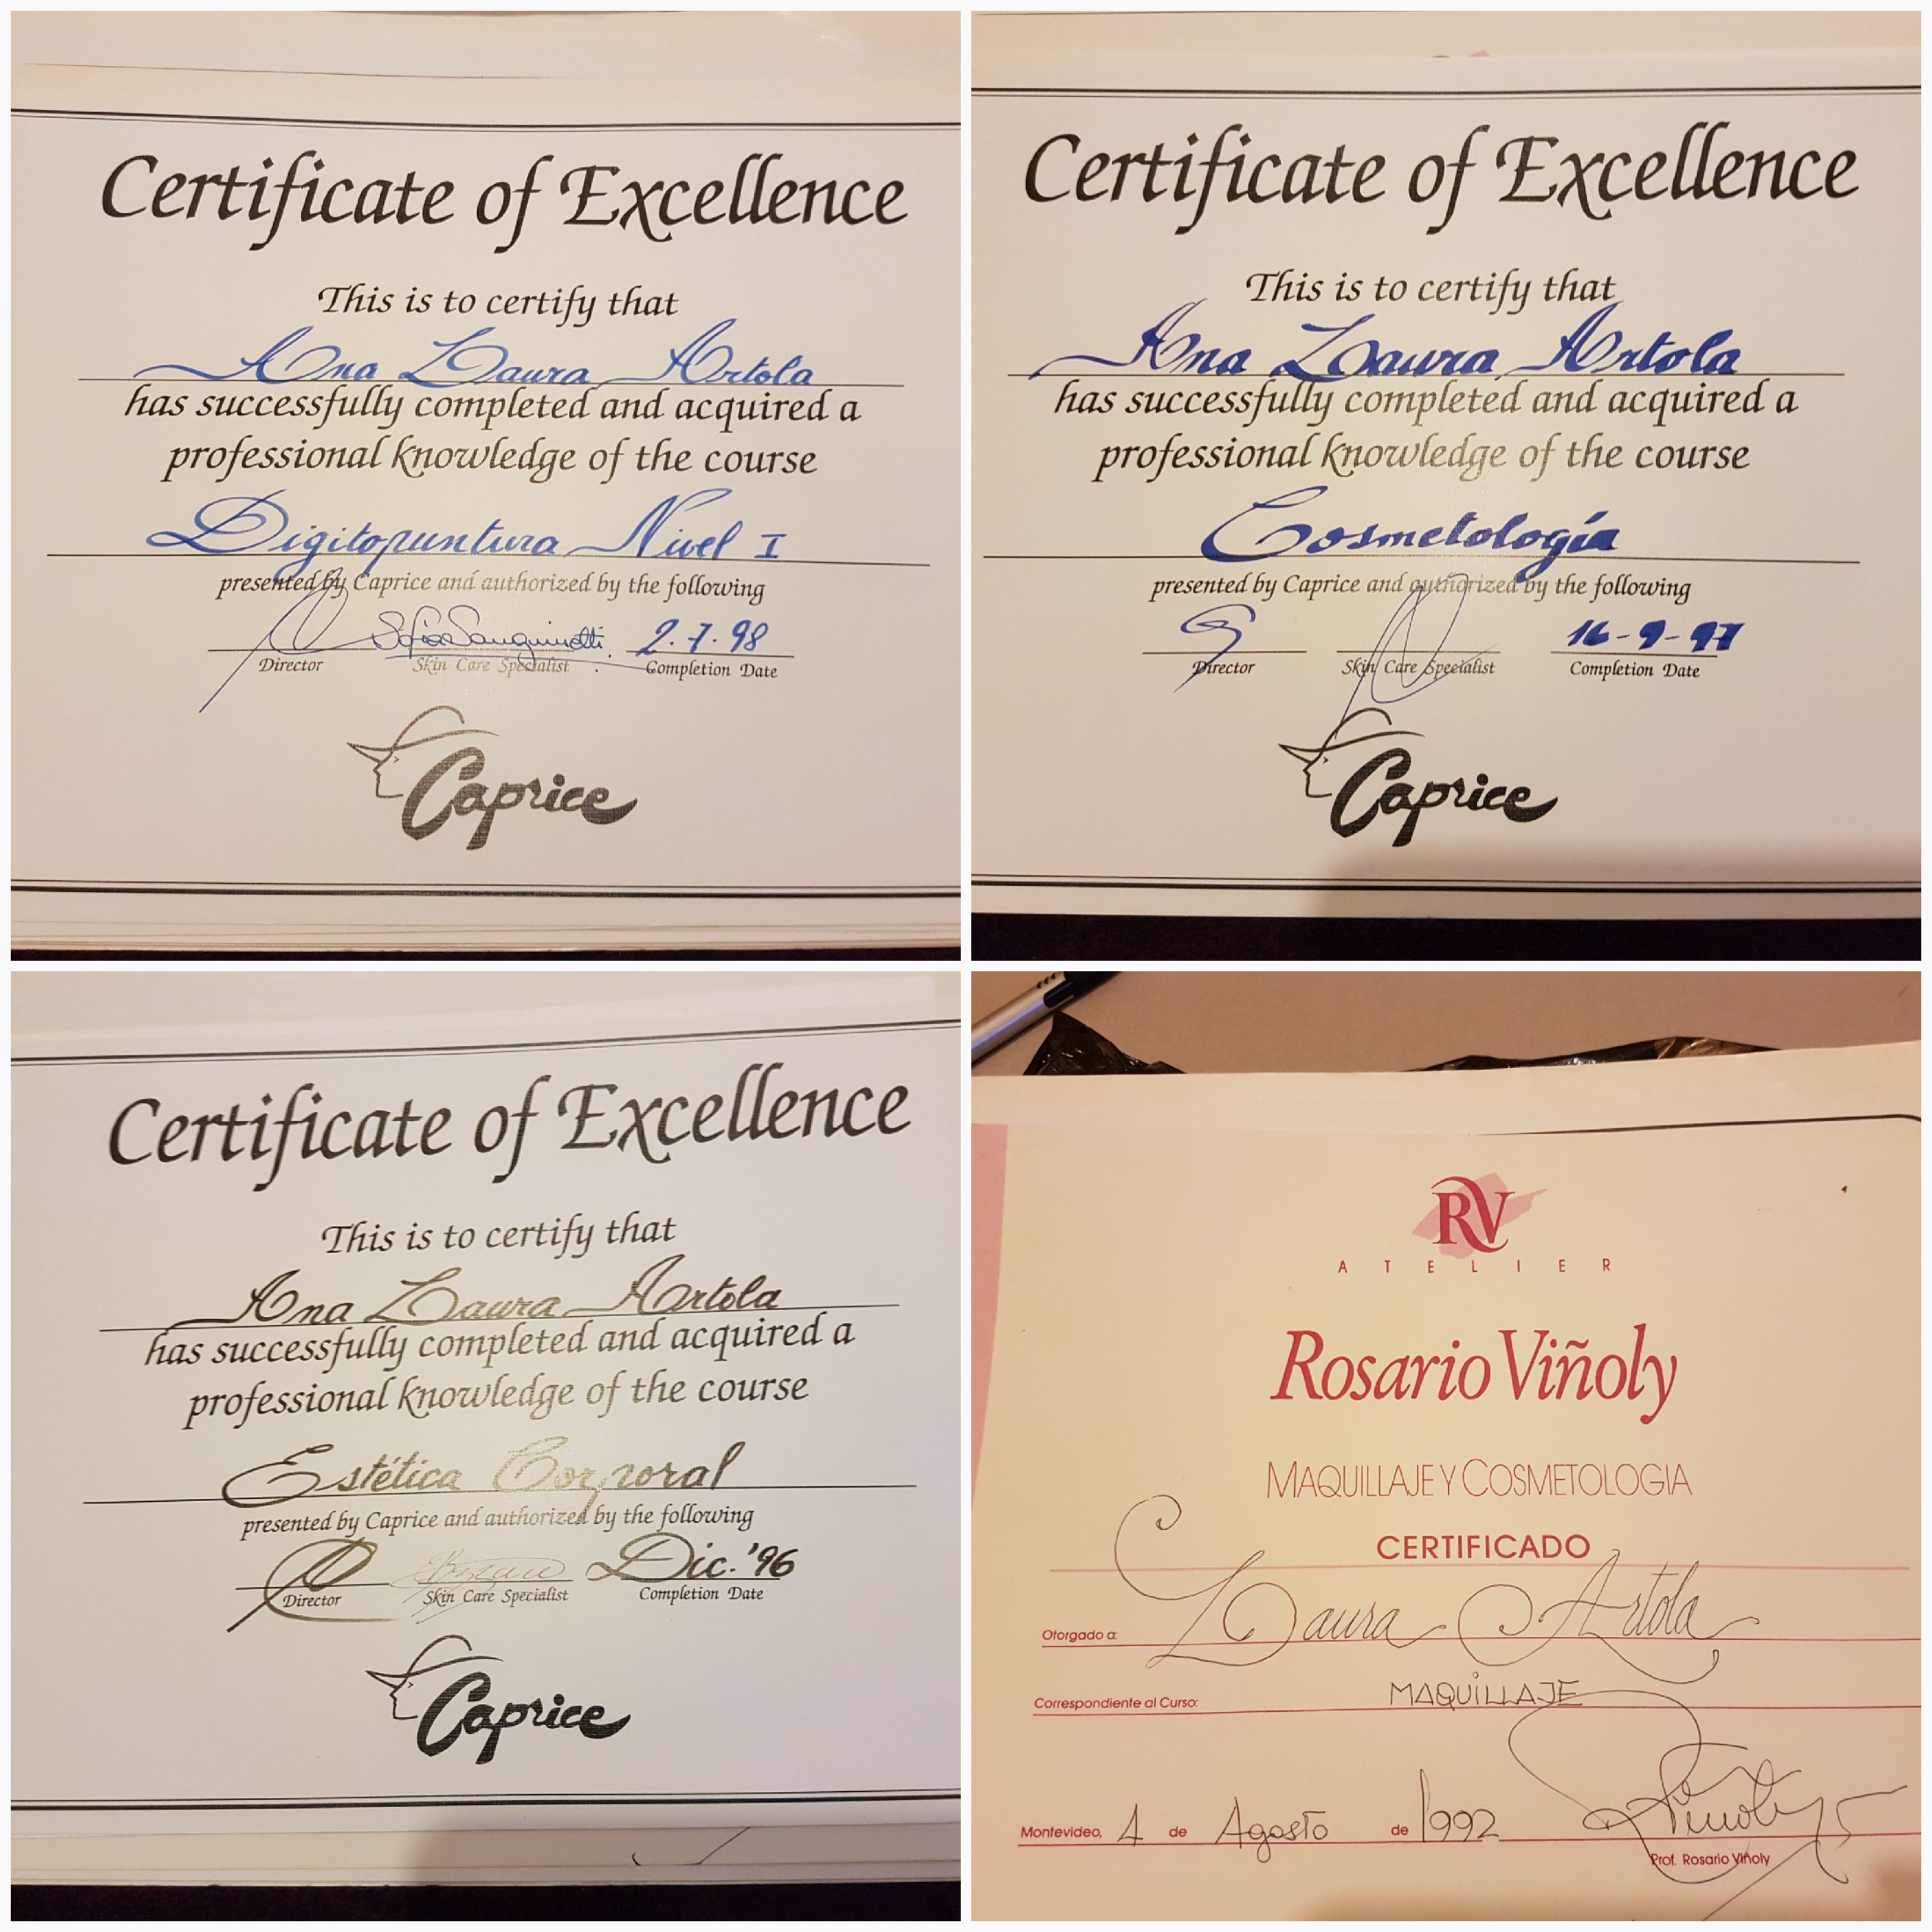 Certificate of Excellence
This is to certify that
Ana Laura Artola
has successfully completed and acquired a
professional knowledge of the course
Digitopuntura Nivel I
presented by Caprice and authorized by the following
2.7.98
Director Skin Care Specialist Completion Date
Caprice
Certificate of Excellence
This is to certify that
Ana Laura Artola
has successfully completed and acquired a
professional knowledge of the course
Cosmetología
presented by Caprice and authorized by the following
16-9-97
Director Skin Care Specialist Completion Date
Caprice
Certificate of Excellence
This is to certify that
Ana Laura Artola
has successfully completed and acquired a
professional knowledge of the course
Estética Corporal
presented by Caprice and authorized by the following
Dic. '96
Director Skin Care Specialist Completion Date
Caprice
RV
ATELIER
Rosario Viñoly
MAQUILLAJE Y COSMETOLOGIA
CERTIFICADO
Otorgado a: Laura Artola
Correspondiente al Curso: MAQUILLAJE
Montevideo, 4 de Agosto de 1992
Prof. Rosario Viñoly